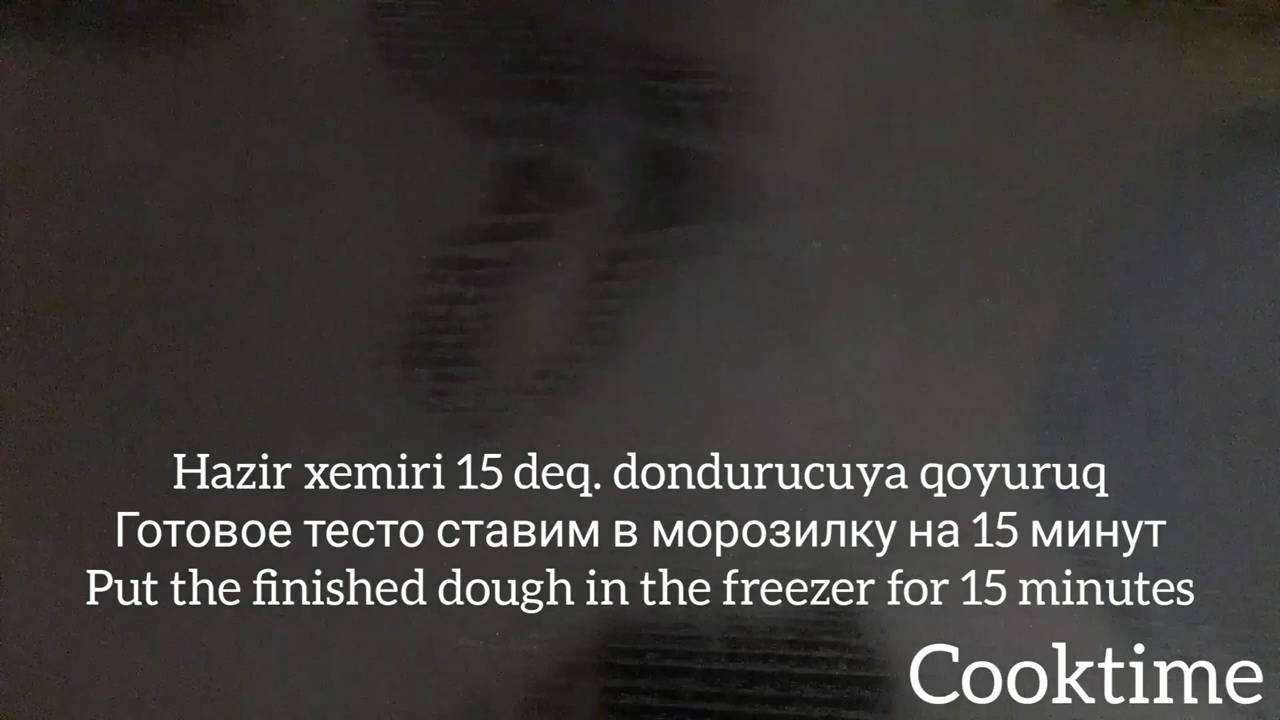 Hazir xemiri 15 deq. dondurucuya qoyuruq
Готовое тесто ставим в морозилку на 15 минут
Put the finished dough in the freezer for 15 minutes
Cooktime